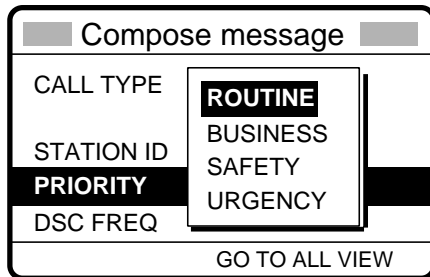 Compose message
CALL TYPE
ROUTINE
BUSINESS
STATION ID
SAFETY
PRIORITY
URGENCY
DSC FREQ
GO TO ALL VIEW